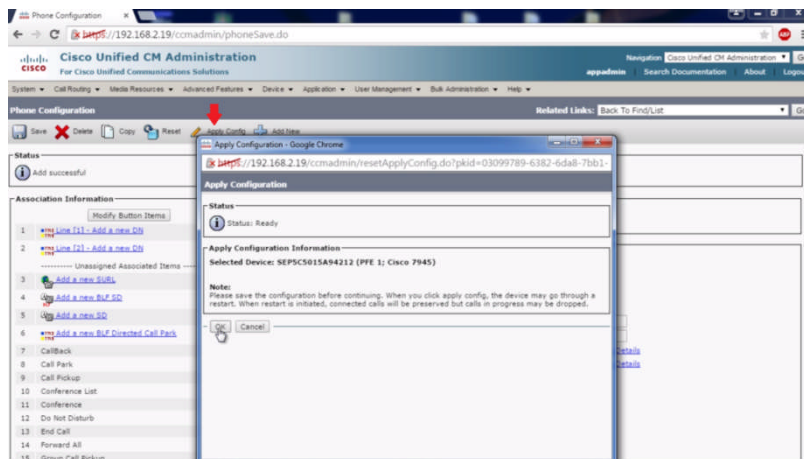 Phone Configuration
https://192.168.2.19/ccmadmin/phoneSave.do
Cisco Unified CM Administration
For Cisco Unified Communications Solutions
CISCO
Navigation Cisco Unified CM Administration
appadmin Search Documentation About Logou
System Call Routing Media Resources Advanced Features Device Application User Management Bulk Administration Help
Phone Configuration
Related Links: Back To Find/List
Save Delete Copy Reset Apply Config Add New
Status
Add successful
Association Information
Modify Button Items
1 Line [1] - Add a new DN
2 Line [2] - Add a new DN
---------- Unassigned Associated Items ----
3 Add a new SURL
4 Add a new BLF SD
5 Add a new SD
6 Add a new BLF Directed Call Park
7 CallBack
8 Call Park
9 Call Pickup
10 Conference List
11 Conference
12 Do Not Disturb
13 End Call
14 Forward All
15 Group Call Pickup
Apply Configuration - Google Chrome
https://192.168.2.19/ccmadmin/resetApplyConfig.do?pkid=03099789-6382-6da8-7bb1-
Apply Configuration
Status
Status: Ready
Apply Configuration Information
Selected Device: SEP5C5015A94212 (PFE 1; Cisco 7945)
Note:
Please save the configuration before continuing. When you click apply config, the device may go through a
restart. When restart is initiated, connected calls will be preserved but calls in progress may be dropped.
OK Cancel
Details
Details